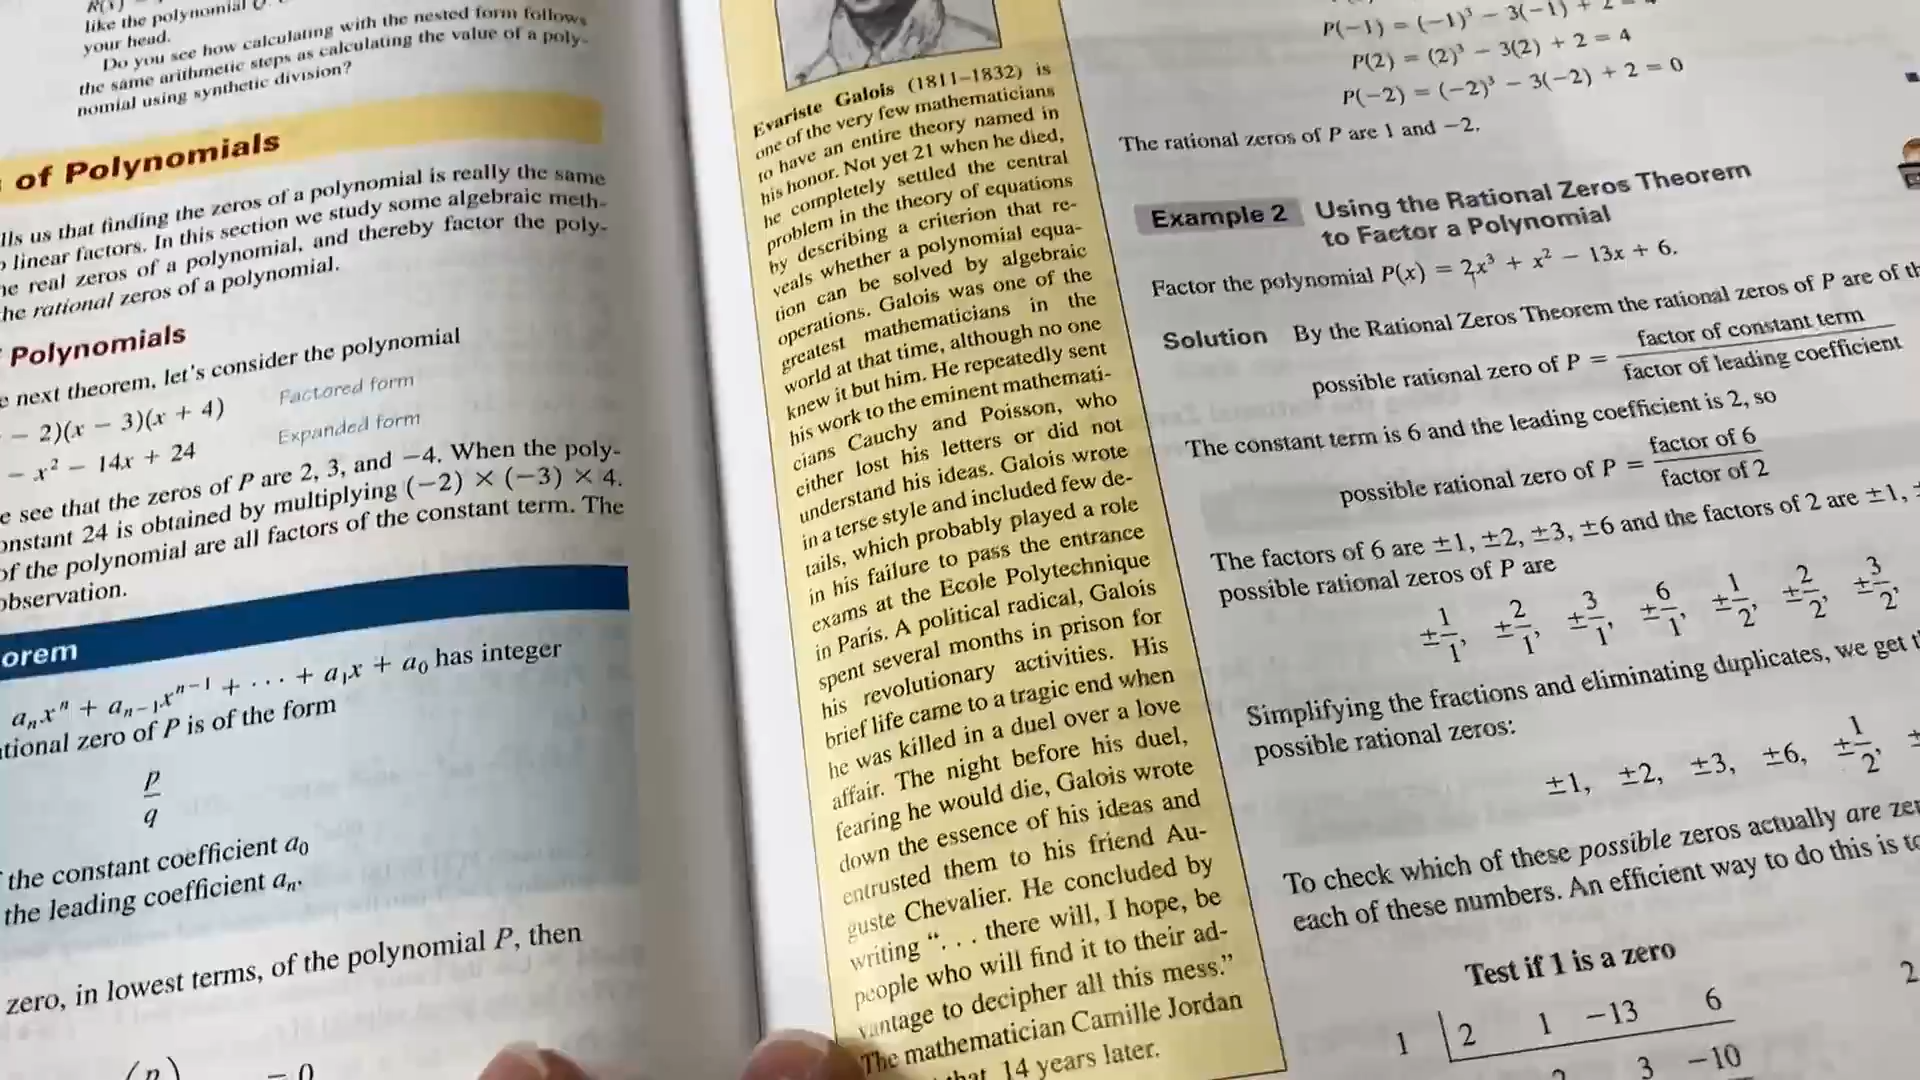 like the polynomial
your head.
Do you see how calculating with the nested form follows
the same arithmetic steps as calculating the value of a poly-
nomial using synthetic division?
of Polynomials
lls us that finding the zeros of a polynomial is really the same
linear factors. In this section we study some algebraic meth-
real zeros of a polynomial, and thereby factor the poly-
rational zeros of a polynomial.
Polynomials
next theorem, let's consider the polynomial
− 2)(x − 3)(x + 4) Factored form
− x² − 14x + 24 Expanded form
see that the zeros of P are 2, 3, and −4. When the poly-
onstant 24 is obtained by multiplying (−2) × (−3) × 4.
of the polynomial are all factors of the constant term. The
observation.
orem
aₙxⁿ + aₙ₋₁xⁿ⁻¹ + . . . + a₁x + a₀ has integer
tional zero of P is of the form
p
q
the constant coefficient a₀
the leading coefficient aₙ.
zero, in lowest terms, of the polynomial P, then
Evariste Galois (1811–1832) is
one of the very few mathematicians
to have an entire theory named in
his honor. Not yet 21 when he died,
he completely settled the central
problem in the theory of equations
by describing a criterion that re-
veals whether a polynomial equa-
tion can be solved by algebraic
operations. Galois was one of the
greatest mathematicians in the
world at that time, although no one
knew it but him. He repeatedly sent
his work to the eminent mathemati-
cians Cauchy and Poisson, who
either lost his letters or did not
understand his ideas. Galois wrote
in a terse style and included few de-
tails, which probably played a role
in his failure to pass the entrance
exams at the Ecole Polytechnique
in Paris. A political radical, Galois
spent several months in prison for
his revolutionary activities. His
brief life came to a tragic end when
he was killed in a duel over a love
affair. The night before his duel,
fearing he would die, Galois wrote
down the essence of his ideas and
entrusted them to his friend Au-
guste Chevalier. He concluded by
writing “. . . there will, I hope, be
people who will find it to their ad-
vantage to decipher all this mess.”
The mathematician Camille Jordan
that, 14 years later.
P(−1) = (−1)³ − 3(−1) + 2 = 4
P(2) = (2)³ − 3(2) + 2 = 4
P(−2) = (−2)³ − 3(−2) + 2 = 0
The rational zeros of P are 1 and −2.
Example 2 Using the Rational Zeros Theorem
to Factor a Polynomial
Factor the polynomial P(x) = 2x³ + x² − 13x + 6.
Solution By the Rational Zeros Theorem the rational zeros of P are of th
possible rational zero of P = factor of constant term
factor of leading coefficient
The constant term is 6 and the leading coefficient is 2, so
possible rational zero of P = factor of 6
factor of 2
The factors of 6 are ±1, ±2, ±3, ±6 and the factors of 2 are ±1,
possible rational zeros of P are
±1/1, ±2/1, ±3/1, ±6/1, ±1/2, ±2/2, ±3/2,
Simplifying the fractions and eliminating duplicates, we get
possible rational zeros:
±1, ±2, ±3, ±6, ±1/2,
To check which of these possible zeros actually are zer
each of these numbers. An efficient way to do this is to
Test if 1 is a zero
1 2 1 −13 6
3 −10